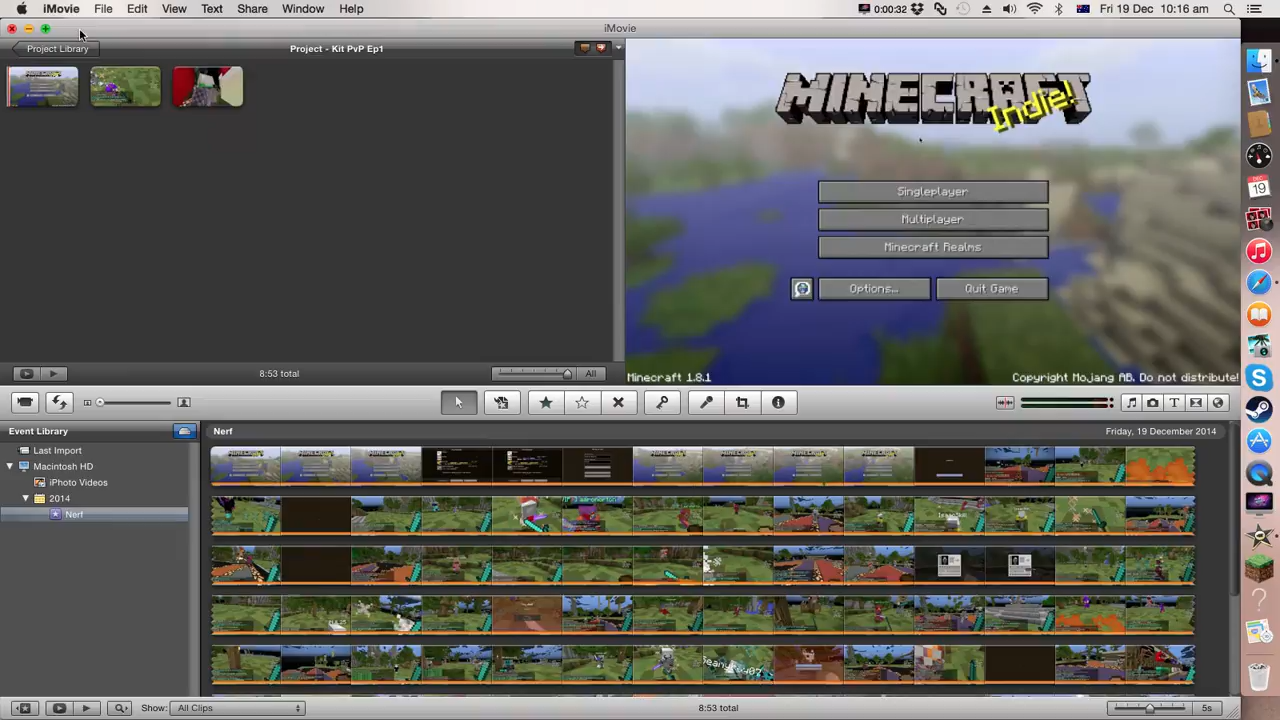 iMovie File Edit View Text Share Window Help 0:00:32 Fri 19 Dec 10:16 am
iMovie
Project Library Project - Kit PvP Ep1
MINECRAFT
Indie!
Singleplayer
Multiplayer
Minecraft Realms
Options... Quit Game
Minecraft 1.8.1 Copyright Mojang AB. Do not distribute!
8:53 total All
Event Library Nerf Friday, 19 December 2014
Last Import
Macintosh HD
iPhoto Videos
2014
Nerf
DEC
19
Show: All Clips 8:53 total 5s